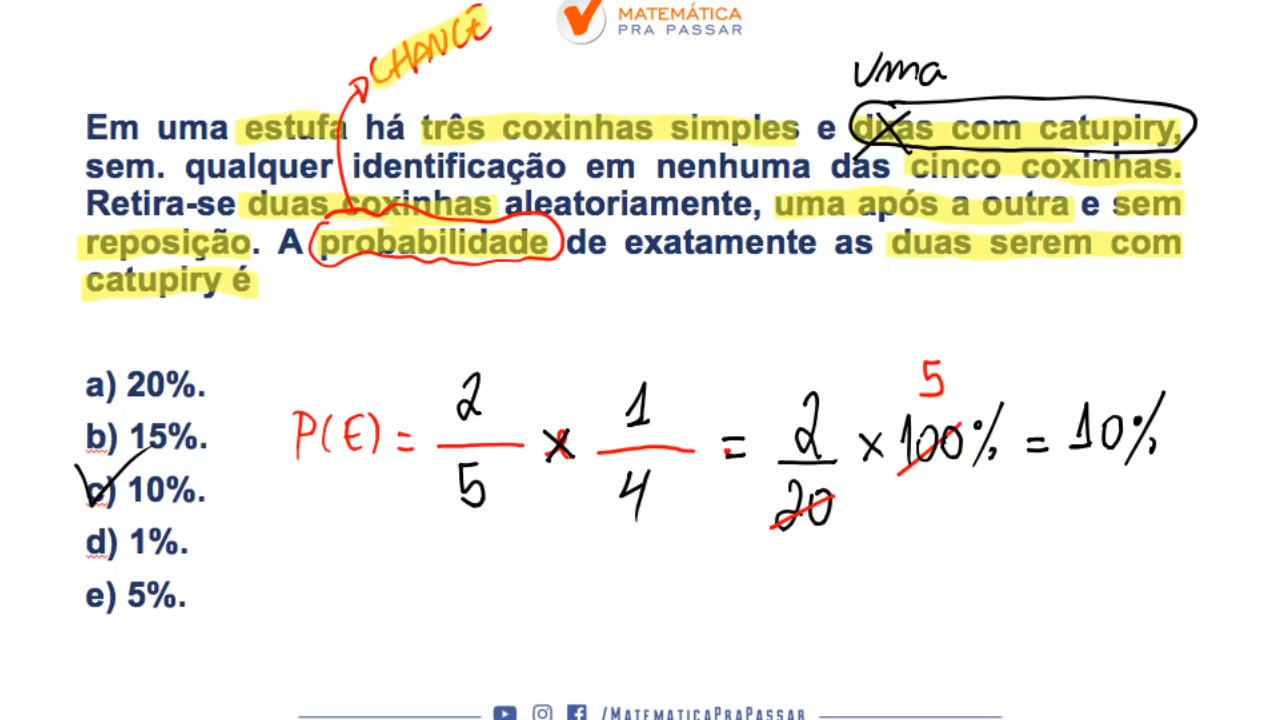 MATEMÁTICA
PRA PASSAR
CHANCE
uma
Em uma estufa há três coxinhas simples e duas com catupiry,
sem. qualquer identificação em nenhuma das cinco coxinhas.
Retira-se duas coxinhas aleatoriamente, uma após a outra e sem
reposição. A probabilidade de exatamente as duas serem com
catupiry é
a) 20%.
b) 15%.
c) 10%.
d) 1%.
e) 5%.
5
P(E) = 2/5 x 1/4 = 2/20 x 100% = 10%
/MATEMATICAPRAPASSAR